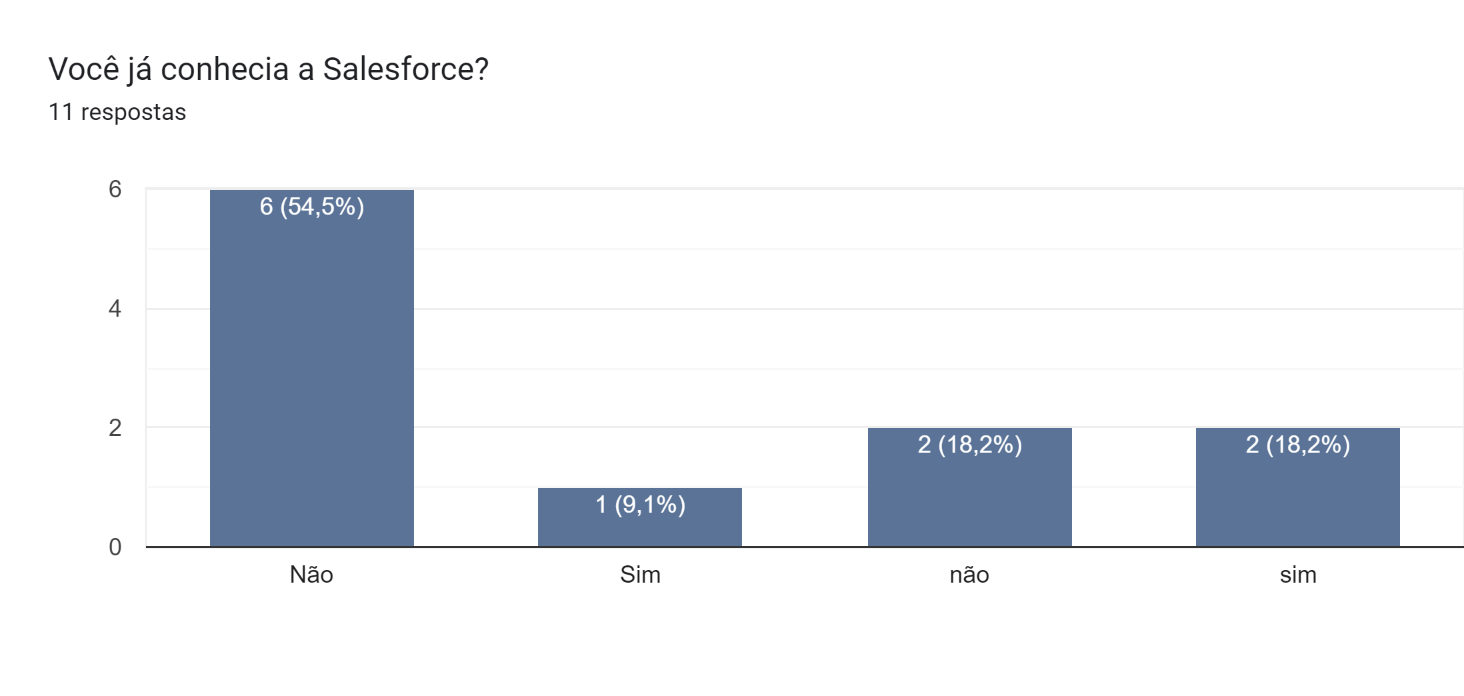 Você já conhecia a Salesforce?
11 respostas
6
6 (54,5%)
4
2
2 (18,2%)
2 (18,2%)
1 (9,1%)
0
Não
Sim
não
sim